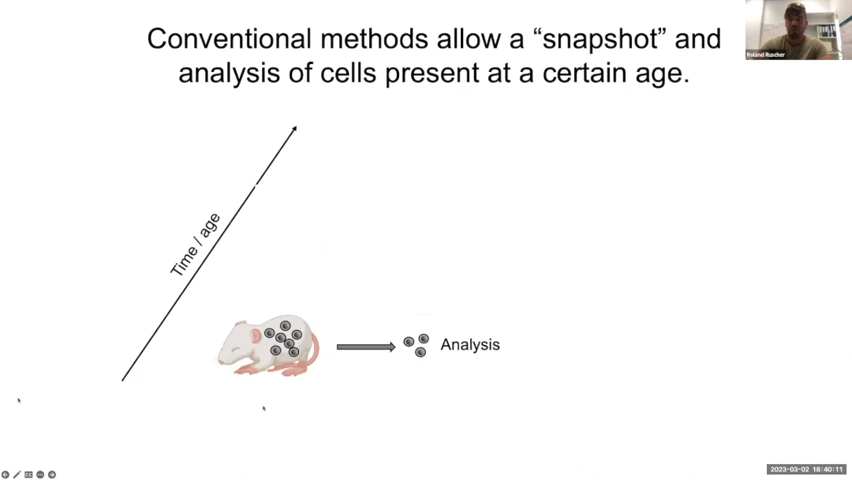 Conventional methods allow a “snapshot” and
analysis of cells present at a certain age.
Roland Ruscher
Time / age
Analysis
2023-03-02 18:40:11